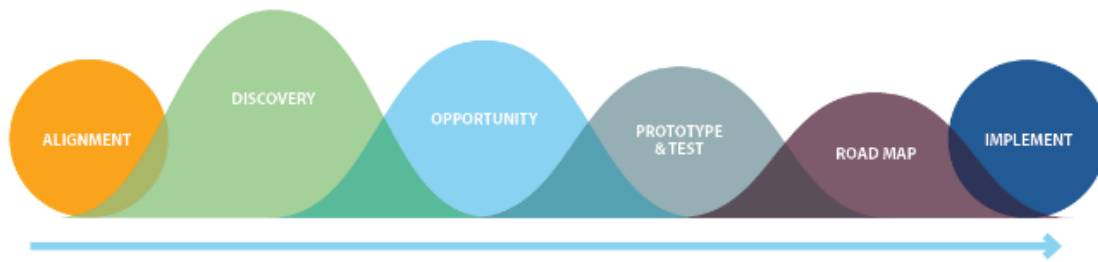 ALIGNMENT
DISCOVERY
OPPORTUNITY
PROTOTYPE
& TEST
ROAD MAP
IMPLEMENT